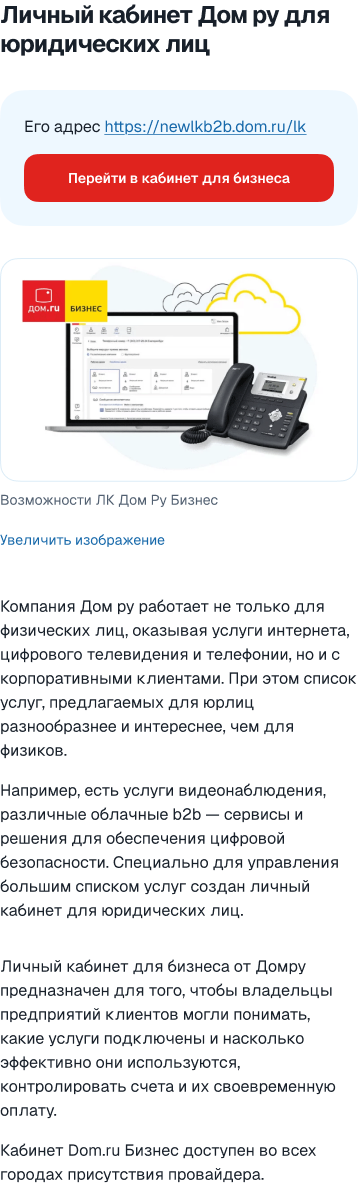 Личный кабинет Дом ру для
юридических лиц
Его адрес https://newlkb2b.dom.ru/lk
Перейти в кабинет для бизнеса
дом.ru БИЗНЕС
Возможности ЛК Дом Ру Бизнес
Увеличить изображение
Компания Дом ру работает не только для
физических лиц, оказывая услуги интернета,
цифрового телевидения и телефонии, но и с
корпоративными клиентами. При этом список
услуг, предлагаемых для юрлиц
разнообразнее и интереснее, чем для
физиков.
Например, есть услуги видеонаблюдения,
различные облачные b2b — сервисы и
решения для обеспечения цифровой
безопасности. Специально для управления
большим списком услуг создан личный
кабинет для юридических лиц.
Личный кабинет для бизнеса от Домру
предназначен для того, чтобы владельцы
предприятий клиентов могли понимать,
какие услуги подключены и насколько
эффективно они используются,
контролировать счета и их своевременную
оплату.
Кабинет Dom.ru Бизнес доступен во всех
городах присутствия провайдера.